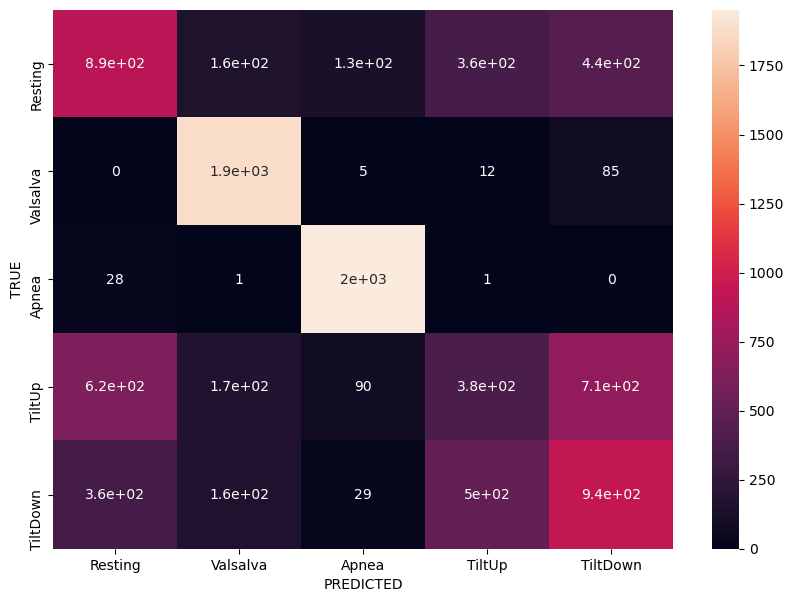 Resting 8.9e+02 1.6e+02 1.3e+02 3.6e+02 4.4e+02
Valsalva 0 1.9e+03 5 12 85
Apnea 28 1 2e+03 1 0
TiltUp 6.2e+02 1.7e+02 90 3.8e+02 7.1e+02
TiltDown 3.6e+02 1.6e+02 29 5e+02 9.4e+02
TRUE
Resting Valsalva Apnea TiltUp TiltDown
PREDICTED
1750
1500
1250
1000
750
500
250
0